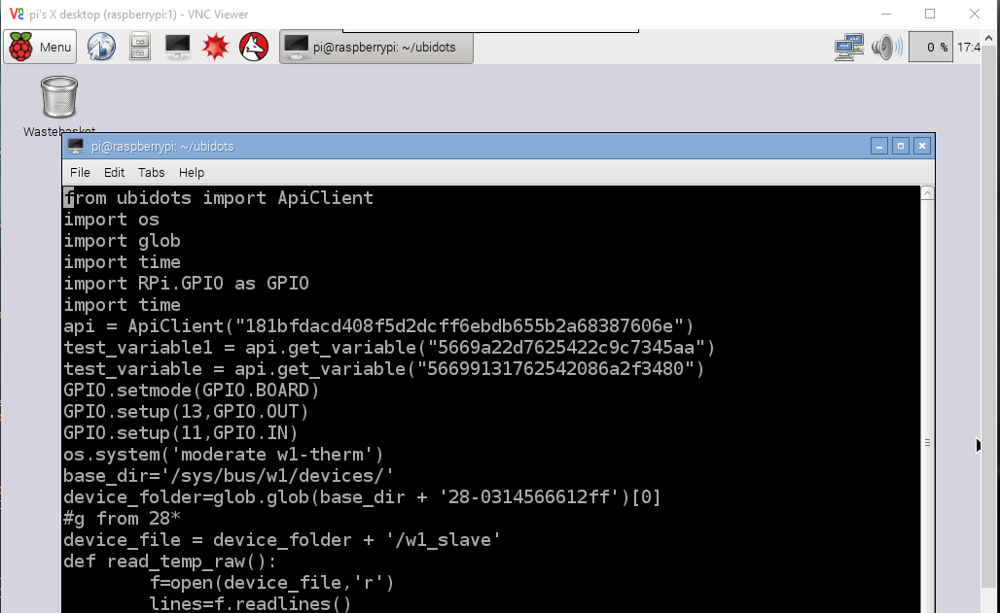 pi's X desktop (raspberrypi:1) - VNC Viewer
Menu
pi@raspberrypi: ~/ubidots
0 %
17:4
Wastebasket
pi@raspberrypi: ~/ubidots
File Edit Tabs Help
from ubidots import ApiClient
import os
import glob
import time
import RPi.GPIO as GPIO
import time
api = ApiClient("181bfdacd408f5d2dcff6ebdb655b2a68387606e")
test_variable1 = api.get_variable("5669a22d7625422c9c7345aa")
test_variable = api.get_variable("56699131762542086a2f3480")
GPIO.setmode(GPIO.BOARD)
GPIO.setup(13,GPIO.OUT)
GPIO.setup(11,GPIO.IN)
os.system('moderate w1-therm')
base_dir='/sys/bus/w1/devices/'
device_folder=glob.glob(base_dir + '28-0314566612ff')[0]
#g from 28*
device_file = device_folder + '/w1_slave'
def read_temp_raw():
        f=open(device_file,'r')
        lines=f.readlines()